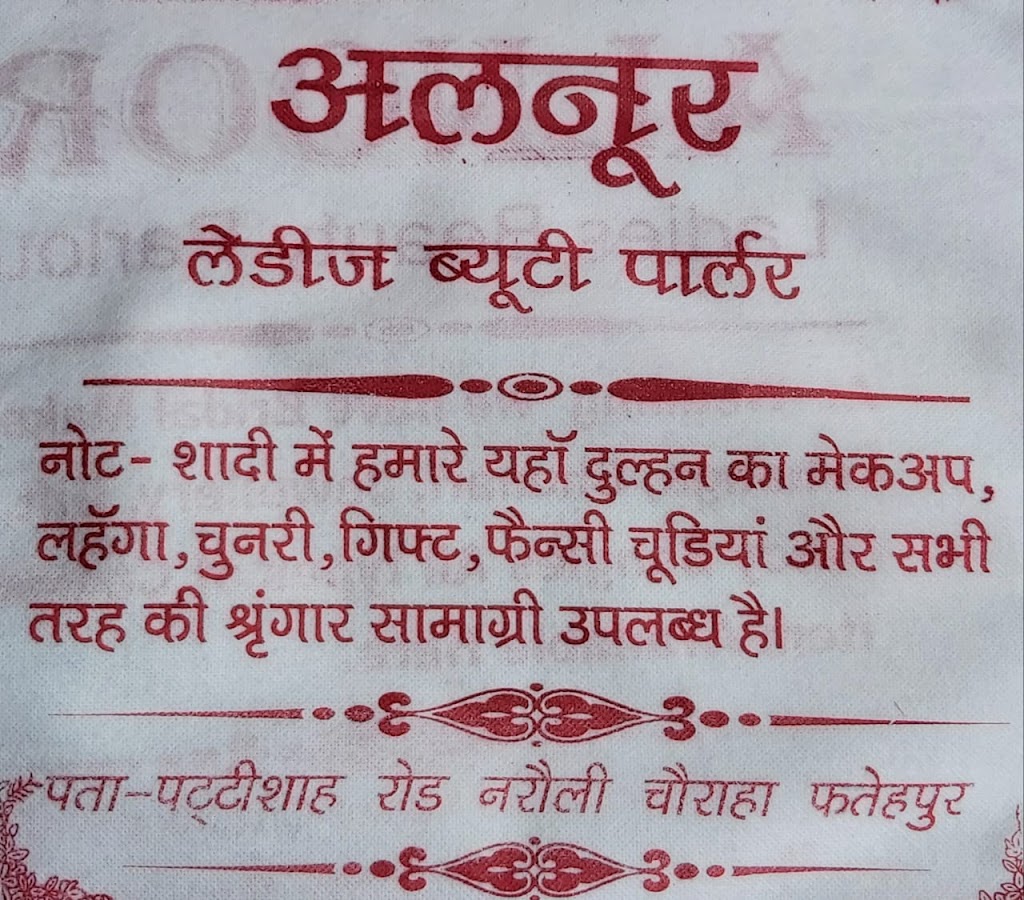 अलनूर
लेडीज ब्यूटी पार्लर
नोट- शादी में हमारे यहॉ दुल्हन का मेकअप,
लहॅगा,चुनरी,गिफ्ट,फैन्सी चूडियां और सभी
तरह की श्रृंगार सामाग्री उपलब्ध है।
पता-पट्टीशाह रोड नरौली चौराहा फतेहपुर